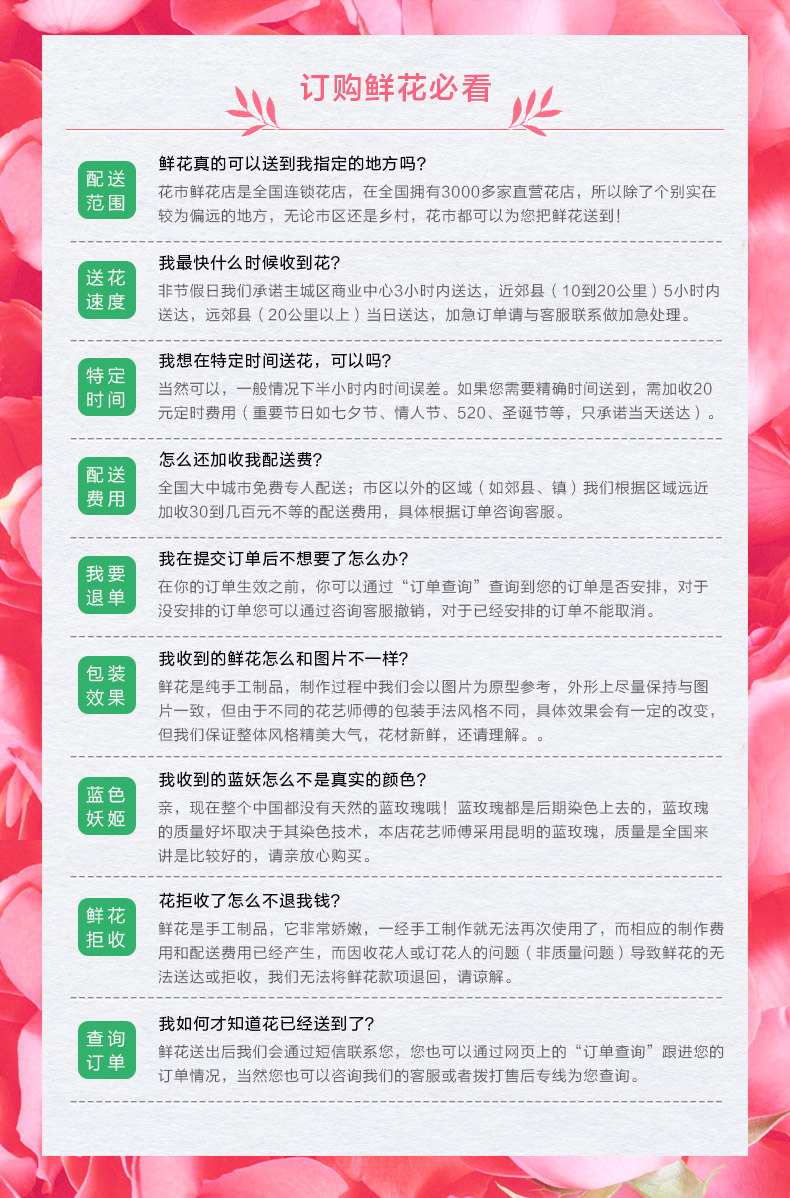 订购鲜花必看
配送
范围
鲜花真的可以送到我指定的地方吗？
花市鲜花店是全国连锁花店，在全国拥有3000多家直营花店，所以除了个别实在
较为偏远的地方，无论市区还是乡村，花市都可以为您把鲜花送到！
送花
速度
我最快什么时候收到花？
非节假日我们承诺主城区商业中心3小时内送达，近郊县（10到20公里）5小时内
送达，远郊县（20公里以上）当日送达，加急订单请与客服联系做加急处理。
特定
时间
我想在特定时间送花，可以吗？
当然可以，一般情况下半小时内时间误差。如果您需要精确时间送到，需加收20
元定时费用（重要节日如七夕节、情人节、520、圣诞节等，只承诺当天送达）。
配送
费用
怎么还加收我配送费？
全国大中城市免费专人配送；市区以外的区域（如郊县、镇）我们根据区域远近
加收30到几百元不等的配送费用，具体根据订单咨询客服。
我要
退单
我在提交订单后不想要了怎么办？
在你的订单生效之前，你可以通过“订单查询”查询到您的订单是否安排，对于
没安排的订单您可以通过咨询客服撤销，对于已经安排的订单不能取消。
包装
效果
我收到的鲜花怎么和图片不一样？
鲜花是纯手工制品，制作过程中我们会以图片为原型参考，外形上尽量保持与图
片一致，但由于不同的花艺师傅的包装手法风格不同，具体效果会有一定的改变，
但我们保证整体风格精美大气，花材新鲜，还请理解。。
蓝色
妖姬
我收到的蓝妖怎么不是真实的颜色？
亲，现在整个中国都没有天然的蓝玫瑰哦！蓝玫瑰都是后期染色上去的，蓝玫瑰
的质量好坏取决于其染色技术，本店花艺师傅采用昆明的蓝玫瑰，质量是全国来
讲是比较好的，请亲放心购买。
鲜花
拒收
花拒收了怎么不退我钱？
鲜花是手工制品，它非常娇嫩，一经手工制作就无法再次使用了，而相应的制作费
用和配送费用已经产生，而因收花人或订花人的问题（非质量问题）导致鲜花的无
法送达或拒收，我们无法将鲜花款项退回，请谅解。
查询
订单
我如何才知道花已经送到了？
鲜花送出后我们会通过短信联系您，您也可以通过网页上的“订单查询”跟进您的
订单情况，当然您也可以咨询我们的客服或者拨打售后专线为您查询。